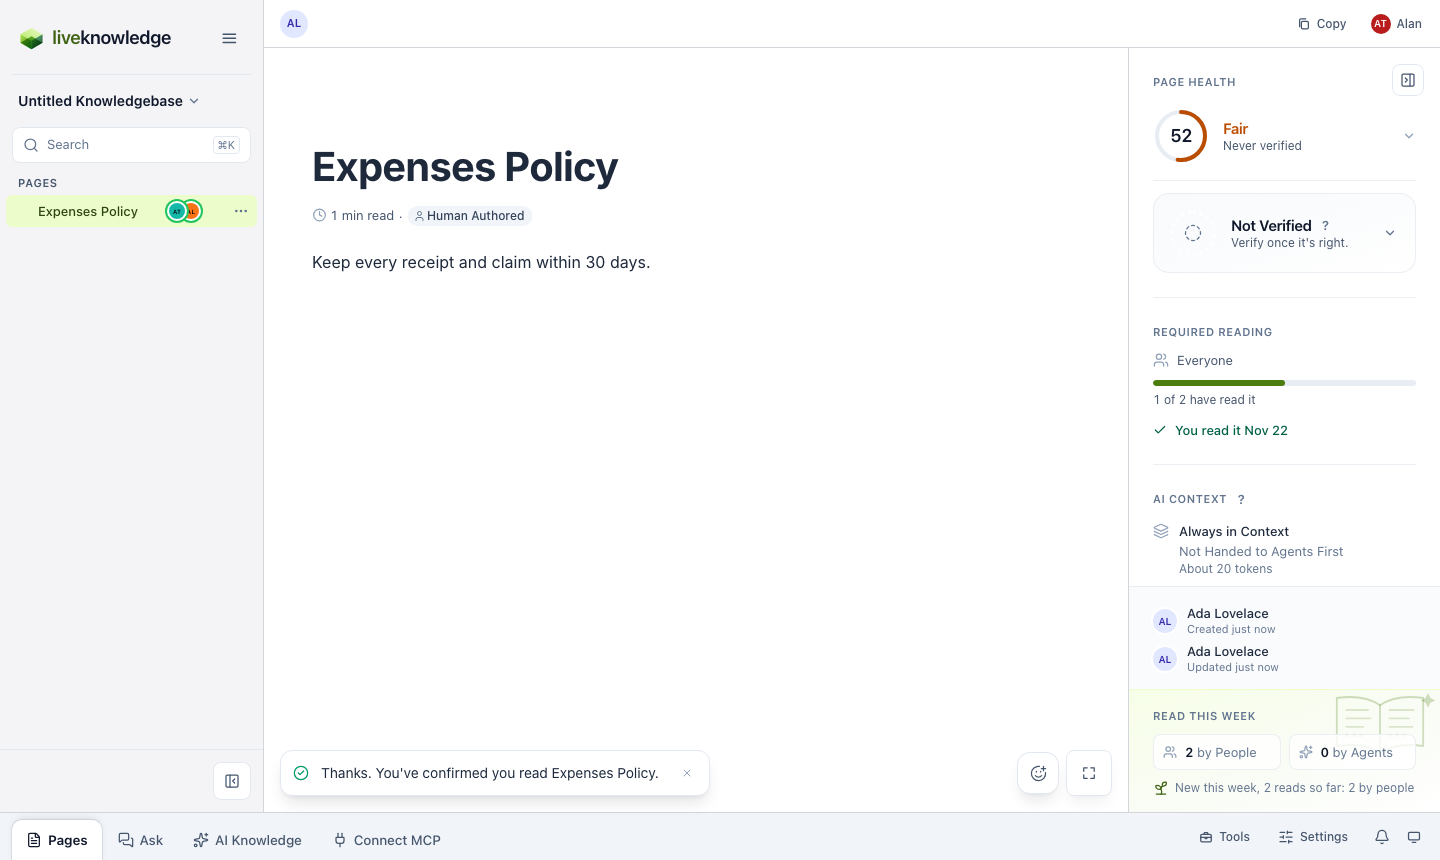 liveknowledge
Untitled Knowledgebase
Search ⌘K
PAGES
Expenses Policy AT AL
AL
Copy
AT Alan
Expenses Policy
1 min read · Human Authored
Keep every receipt and claim within 30 days.
Thanks. You've confirmed you read Expenses Policy.
PAGE HEALTH
52
Fair
Never verified
Not Verified ?
Verify once it's right.
REQUIRED READING
Everyone
1 of 2 have read it
You read it Nov 22
AI CONTEXT ?
Always in Context
Not Handed to Agents First
About 20 tokens
AL Ada Lovelace
Created just now
AL Ada Lovelace
Updated just now
READ THIS WEEK
2 by People
0 by Agents
New this week, 2 reads so far: 2 by people
Pages
Ask
AI Knowledge
Connect MCP
Tools
Settings